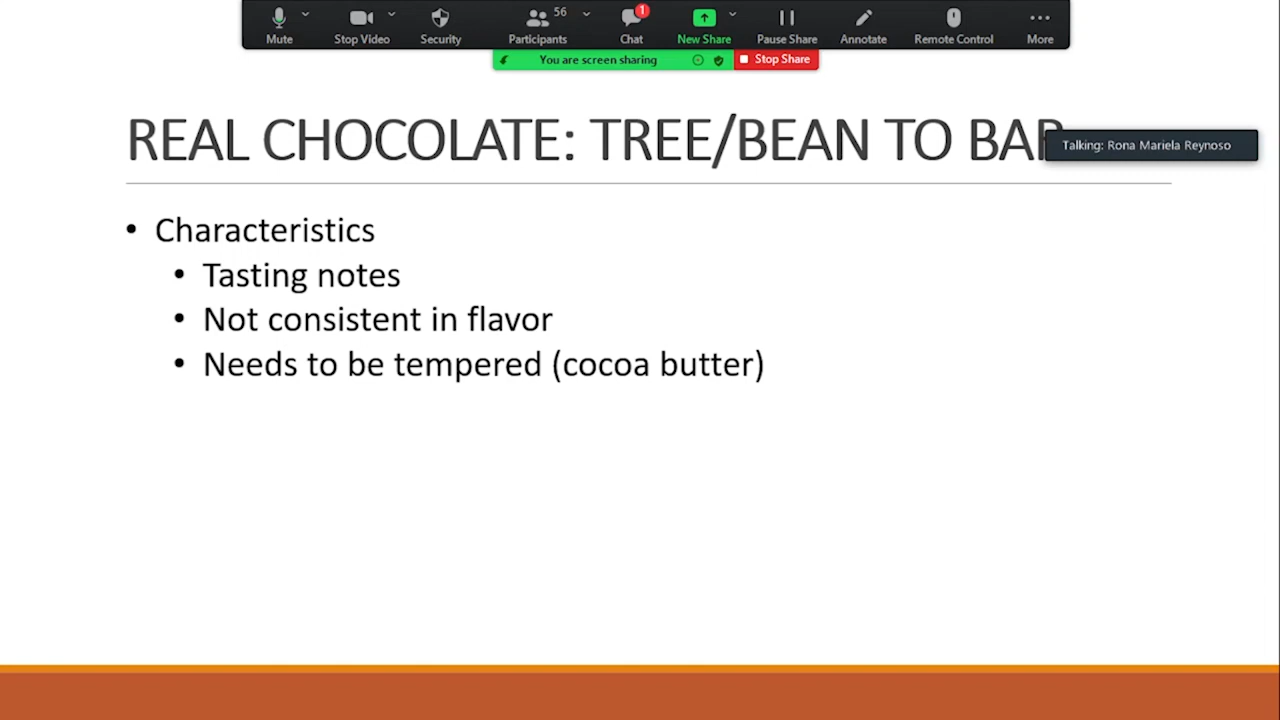 56
1
Mute
Stop Video
Security
Participants
Chat
New Share
Pause Share
Annotate
Remote Control
More
You are screen sharing
Stop Share
REAL CHOCOLATE: TREE/BEAN TO BAR
Talking: Rona Mariela Reynoso
• Characteristics
• Tasting notes
• Not consistent in flavor
• Needs to be tempered (cocoa butter)